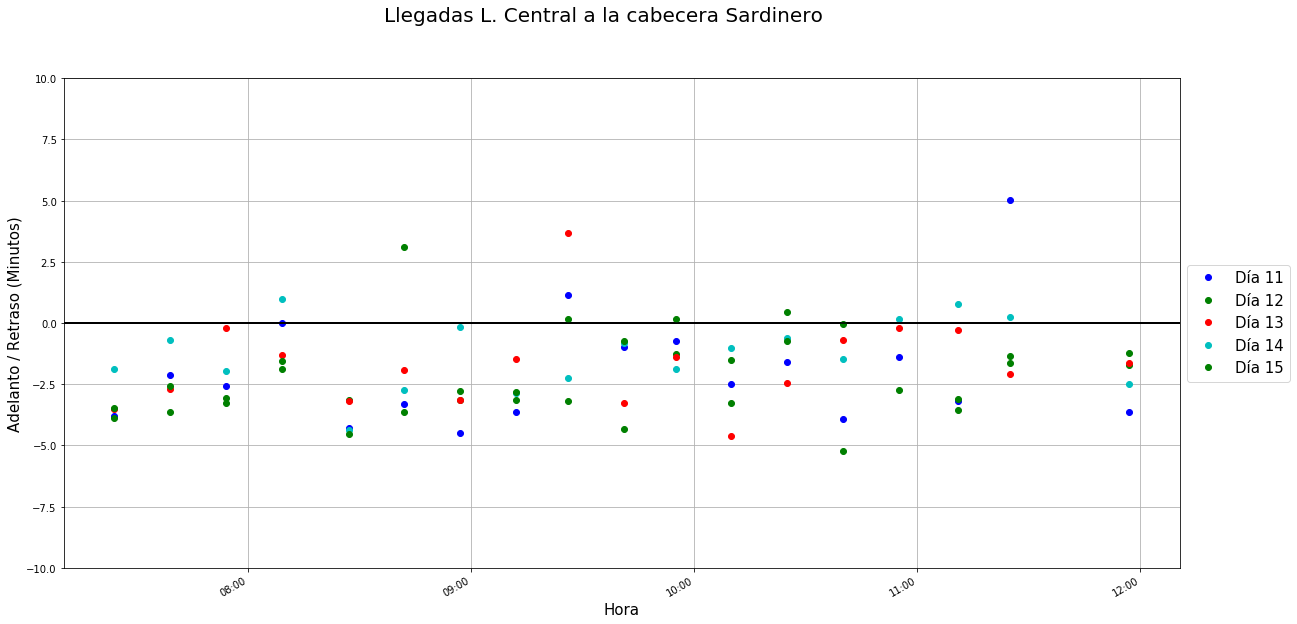 Llegadas L. Central a la cabecera Sardinero
Adelanto / Retraso (Minutos)
10.0
7.5
5.0
2.5
0.0
−2.5
−5.0
−7.5
−10.0
08:00
09:00
10:00
11:00
12:00
Hora
Día 11
Día 12
Día 13
Día 14
Día 15